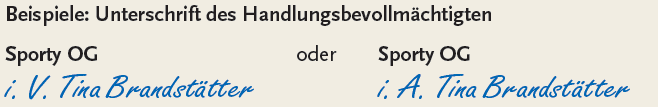 Beispiele: Unterschrift des Handlungsbevollmächtigten
Sporty OG oder Sporty OG
i. V. Tina Brandstätter i. A. Tina Brandstätter